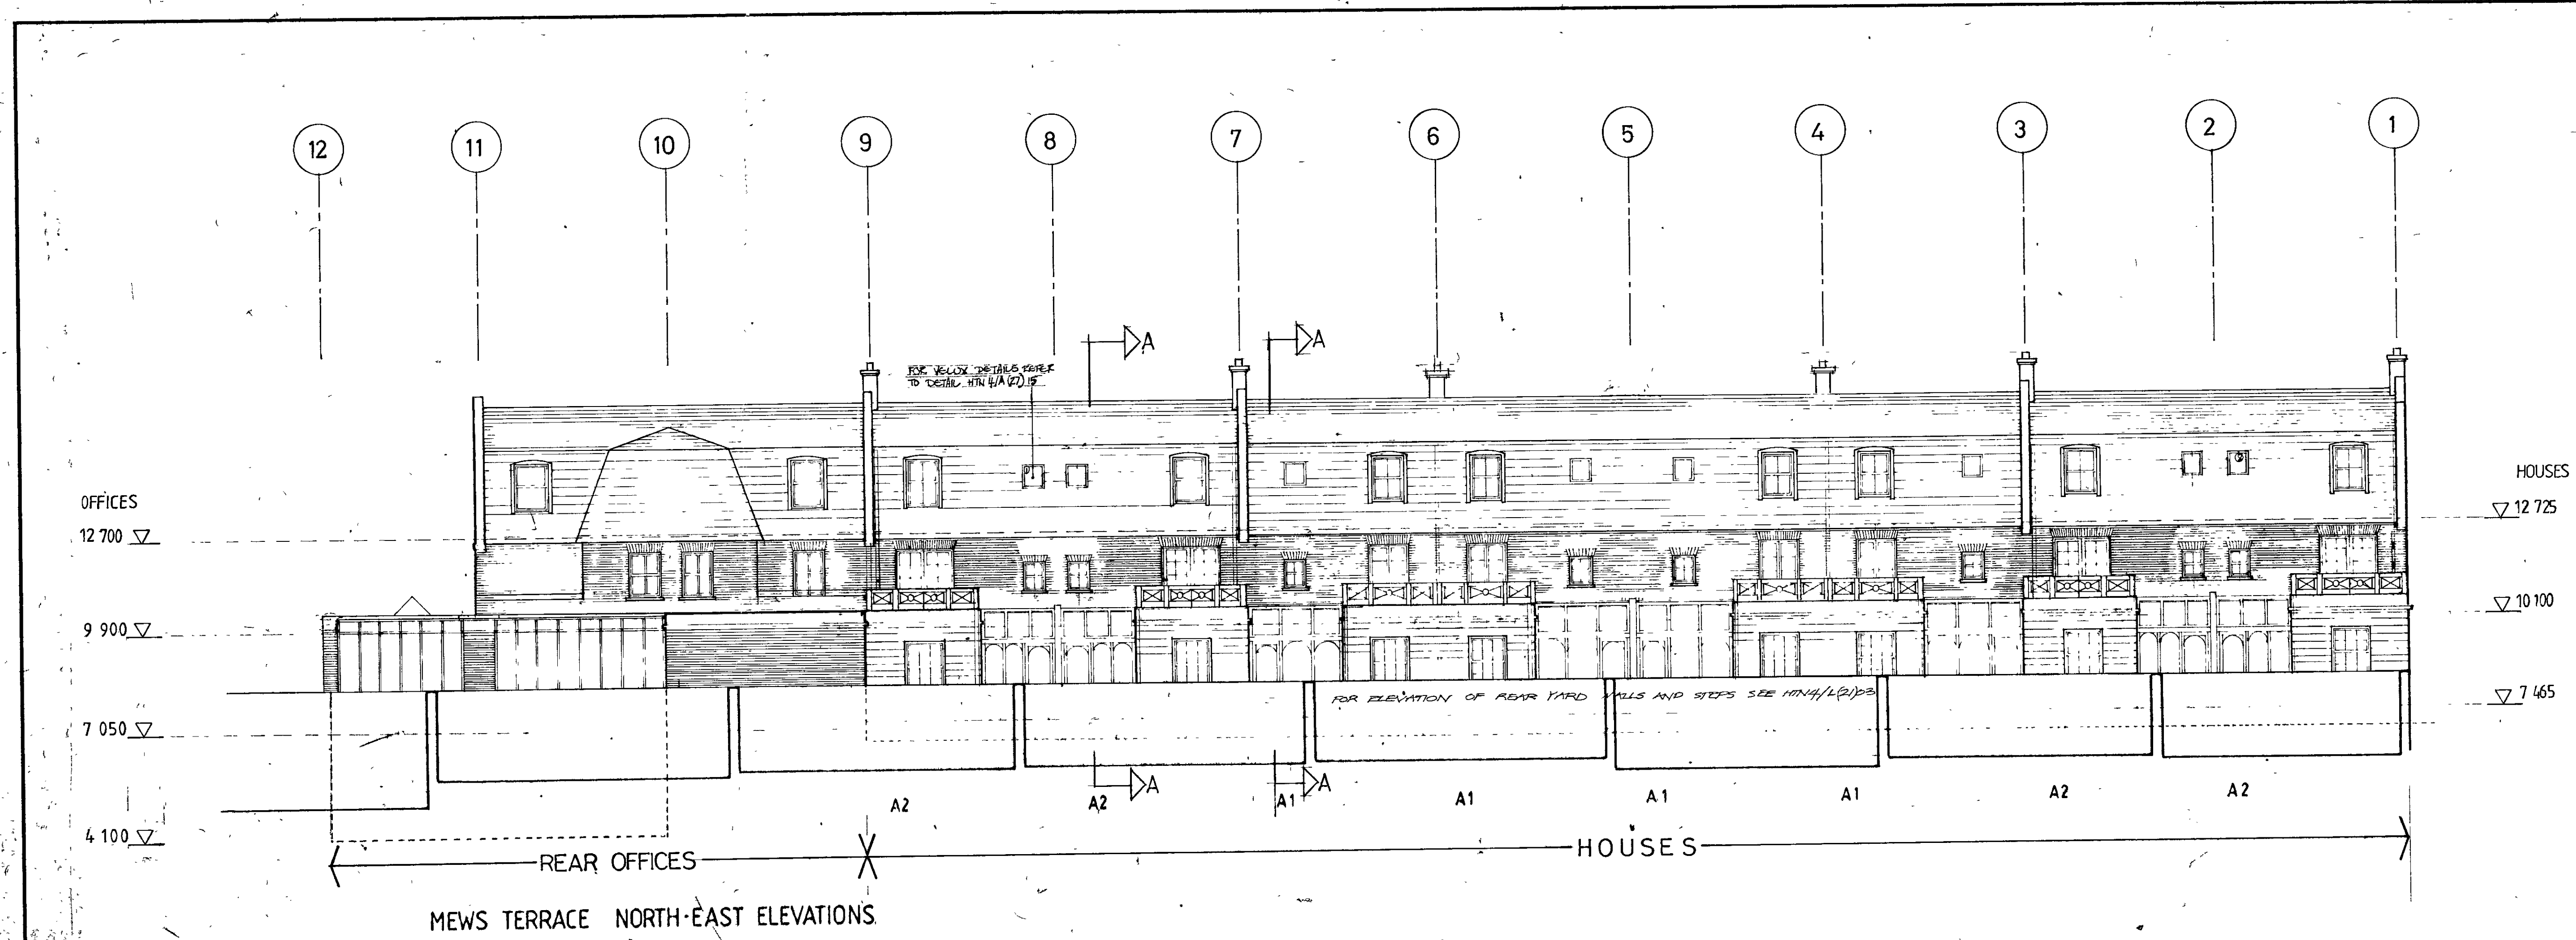 12 11 10 9 8 7 6 5 4 3 2 1
A A
FOR VELUX DETAILS REFER
TO DETAIL HTN 4/A (27) 15
OFFICES
12 700
9 900
7 050
4 100
HOUSES
12 725
10 100
7 465
FOR ELEVATION OF REAR YARD WALLS AND STEPS SEE HTN4/L(21)03
A A
A2 A2 A1 A1 A1 A1 A2 A2
REAR OFFICES HOUSES
MEWS TERRACE NORTH·EAST ELEVATIONS